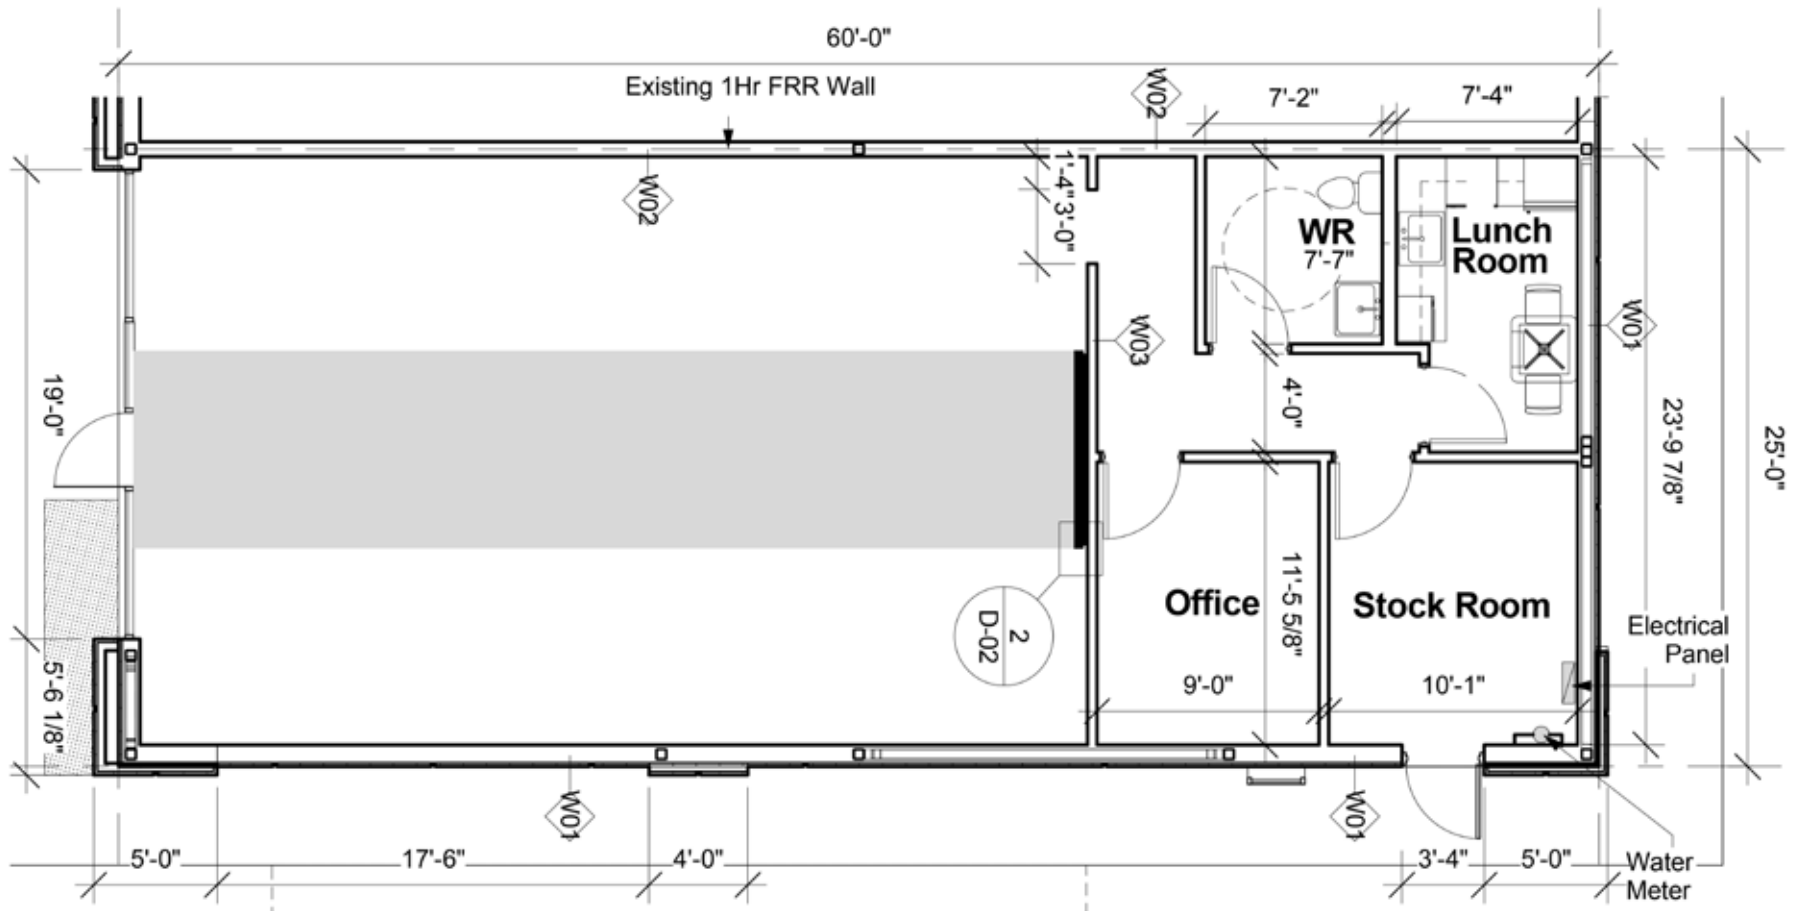 60'-0"
Existing 1Hr FRR Wall
W02
7'-2"
7'-4"
1'-4"
3'-0"
W02
WR
7'-7"
Lunch
Room
W03
W01
19'-0"
4'-0"
23'-9 7/8"
25'-0"
2
D-02
Office
11'-5 5/8"
Stock Room
Electrical
Panel
5'-6 1/8"
9'-0"
10'-1"
W01
W01
5'-0"
17'-6"
4'-0"
3'-4"
5'-0"
Water
Meter